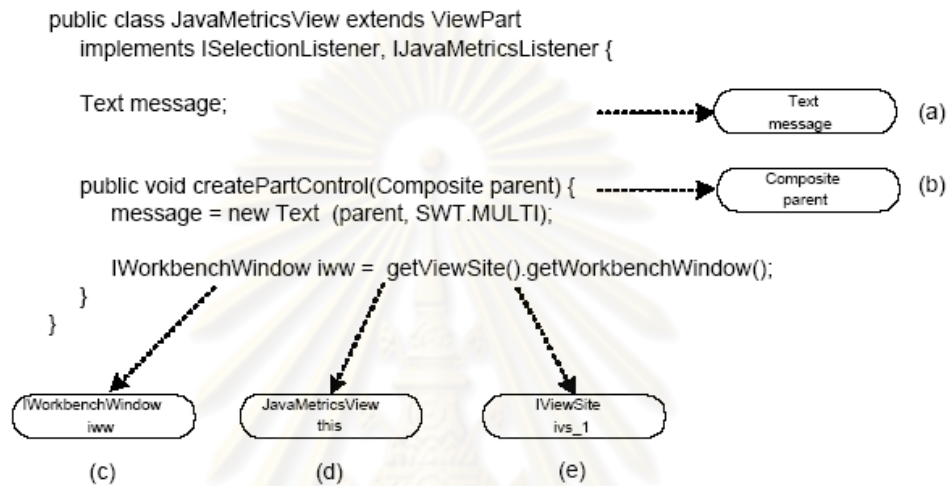 public class JavaMetricsView extends ViewPart
implements ISelectionListener, IJavaMetricsListener {
Text message;
Text
message
(a)
public void createPartControl(Composite parent) {
Composite
parent
(b)
message = new Text (parent, SWT.MULTI);
IWorkbenchWindow iww = getViewSite().getWorkbenchWindow();
}
}
IWorkbenchWindow
iww
JavaMetricsView
this
IViewSite
ivs_1
(c)
(d)
(e)